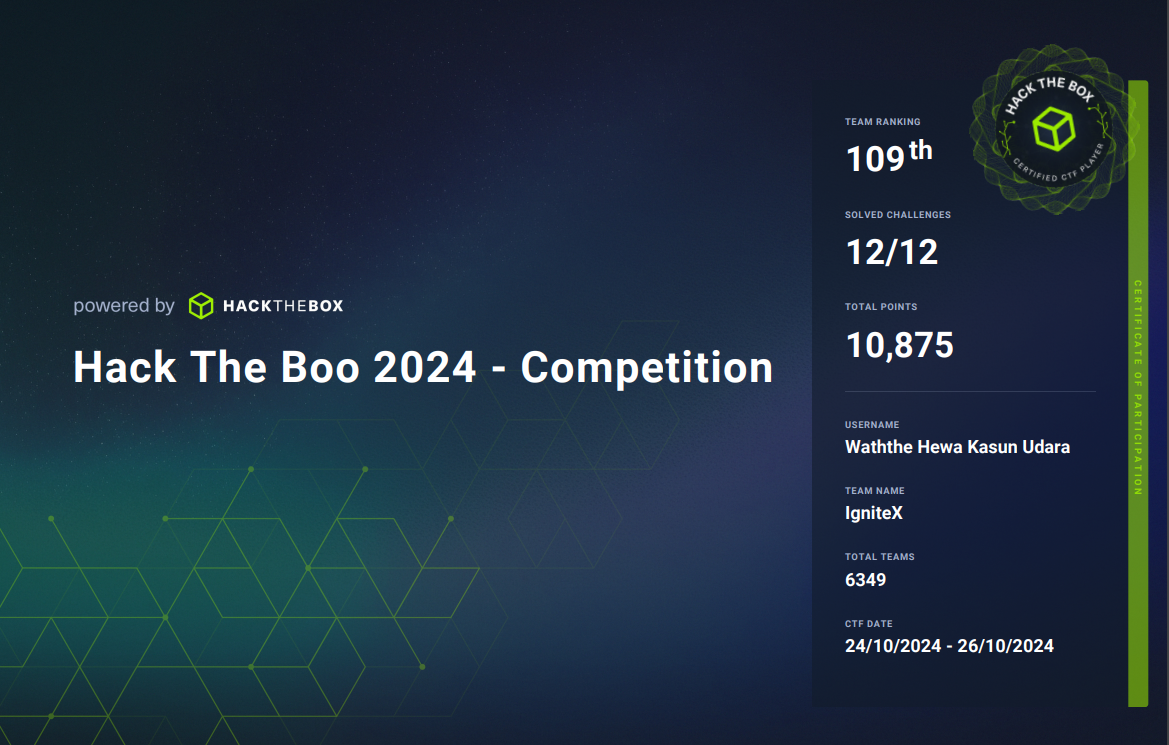 powered by HACKTHEBOX
Hack The Boo 2024 - Competition
HACK THE BOX
CERTIFIED CTF PLAYER
TEAM RANKING
109th
SOLVED CHALLENGES
12/12
TOTAL POINTS
10,875
USERNAME
Waththe Hewa Kasun Udara
TEAM NAME
IgniteX
TOTAL TEAMS
6349
CTF DATE
24/10/2024 - 26/10/2024
CERTIFICATE OF PARTICIPATION